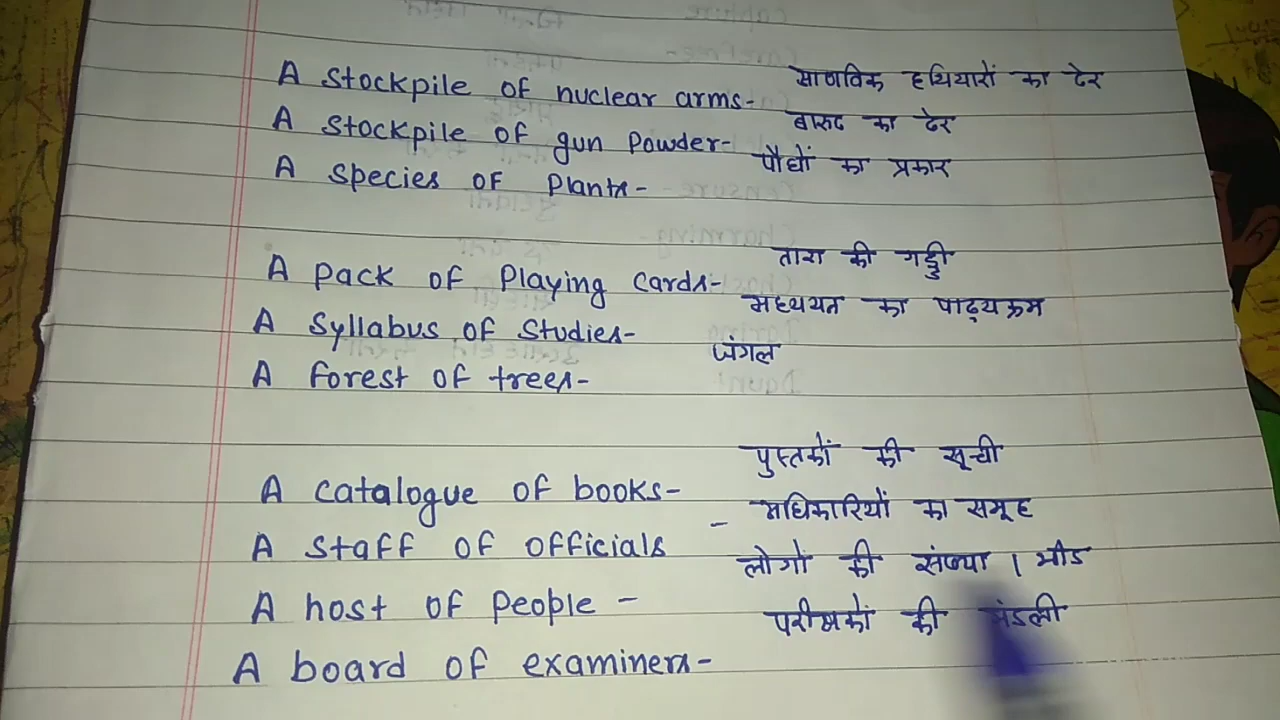 A stockpile of nuclear arms- आणविक हथियारों का ढेर
A stockpile of gun Powder- बारुद का ढेर
A species of Plants- पौधों का प्रकार
A pack of Playing cards- ताश की गड्डी
A syllabus of studies- अध्ययन का पाठ्यक्रम
A forest of trees- जंगल
A catalogue of books- पुस्तकों की सूची
A staff of officials - अधिकारियों का समूह
A host of People - लोगों की संख्या । भीड
A board of examiners- परीक्षकों की मंडली